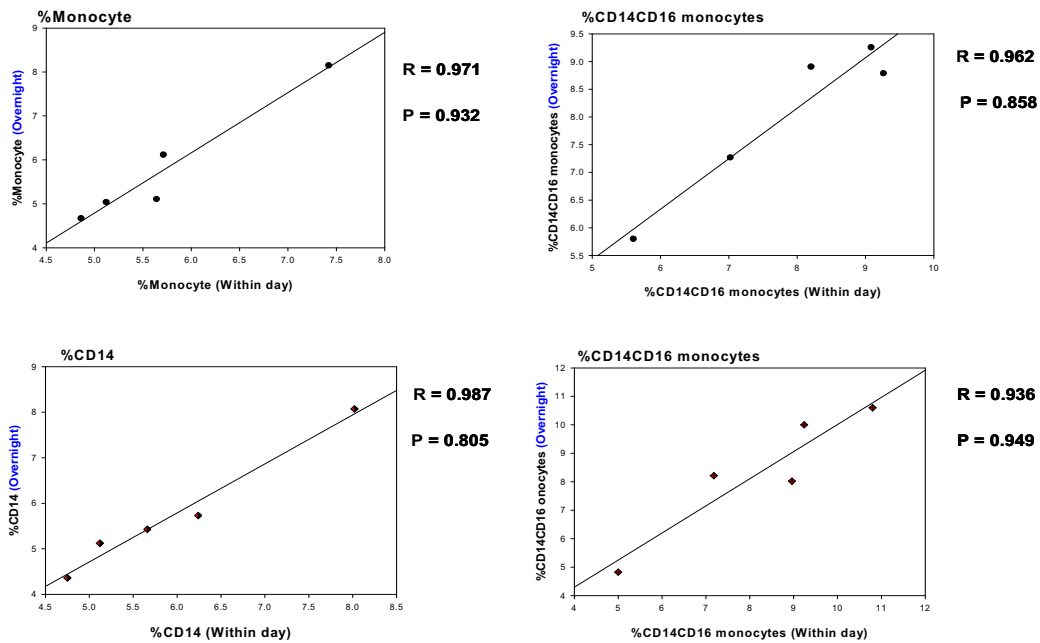 %Monocyte
9
8
7
6
5
4
%Monocyte (Overnight)
4.5 5.0 5.5 6.0 6.5 7.0 7.5 8.0
%Monocyte (Within day)
R = 0.971
P = 0.932
%CD14CD16 monocytes
9.5
9.0
8.5
8.0
7.5
7.0
6.5
6.0
5.5
%CD14CD16 monocytes (Overnight)
5 6 7 8 9 10
%CD14CD16 monocytes (Within day)
R = 0.962
P = 0.858
%CD14
9
8
7
6
5
4
%CD14 (Overnight)
4.5 5.0 5.5 6.0 6.5 7.0 7.5 8.0 8.5
%CD14 (Within day)
R = 0.987
P = 0.805
%CD14CD16 monocytes
12
11
10
9
8
7
6
5
4
%CD14CD16 onocytes (Overnight)
4 5 6 7 8 9 10 11 12
%CD14CD16 monocytes (Within day)
R = 0.936
P = 0.949